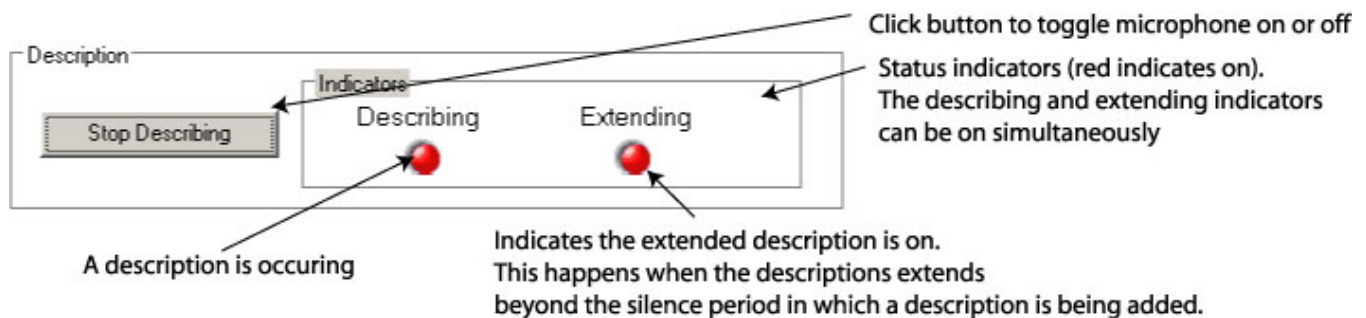 Click button to toggle microphone on or off
Description
Status indicators (red indicates on).
The describing and extending indicators
can be on simultaneously
Indicators
Describing
Extending
Stop Describing
A description is occuring
Indicates the extended description is on.
This happens when the descriptions extends
beyond the silence period in which a description is being added.